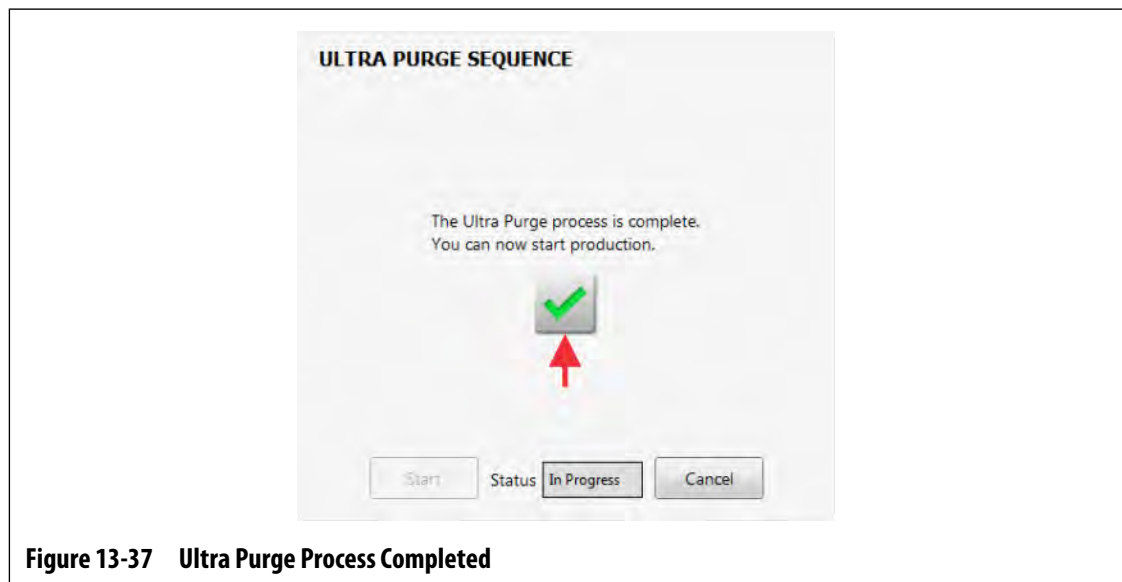 ULTRA PURGE SEQUENCE
The Ultra Purge process is complete.
You can now start production.
Start Status In Progress Cancel
Figure 13-37 Ultra Purge Process Completed